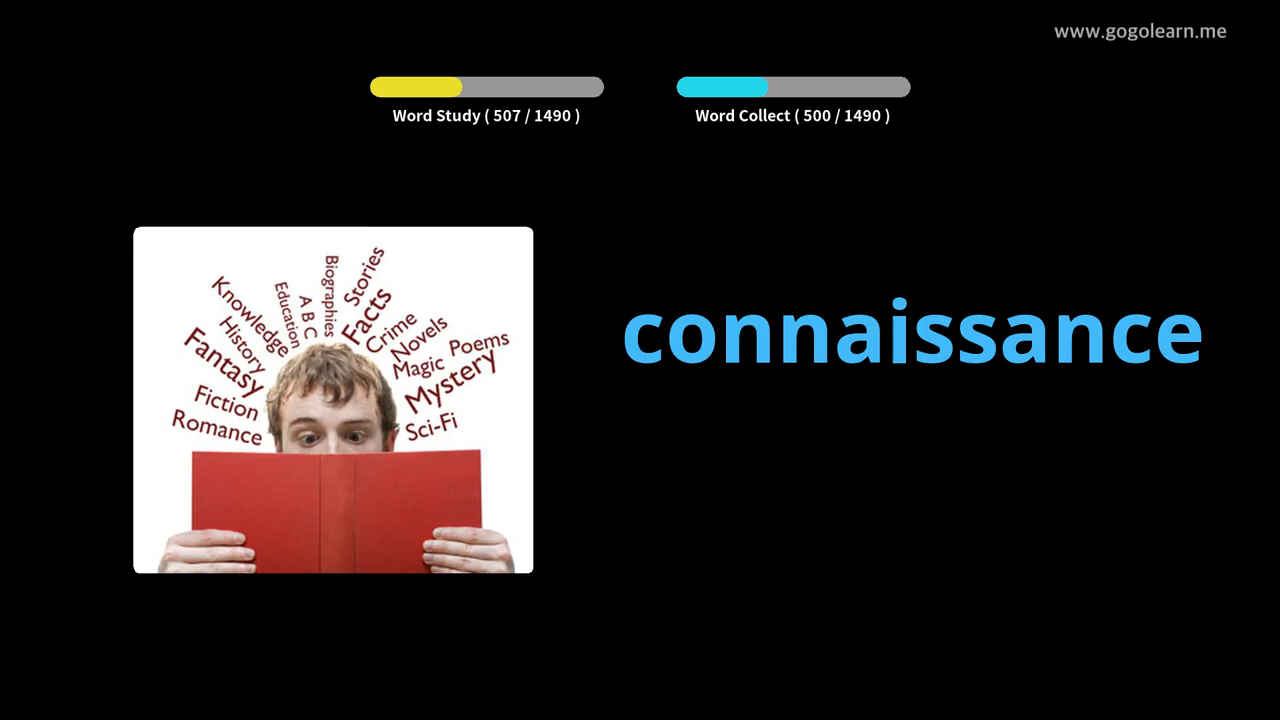 www.gogolearn.me
Word Study ( 507 / 1490 )
Word Collect ( 500 / 1490 )
connaissance
Stories
Biographies
Facts
A B C
Education
Knowledge
Crime
Novels
History
Poems
Fantasy
Magic
Mystery
Fiction
Sci-Fi
Romance